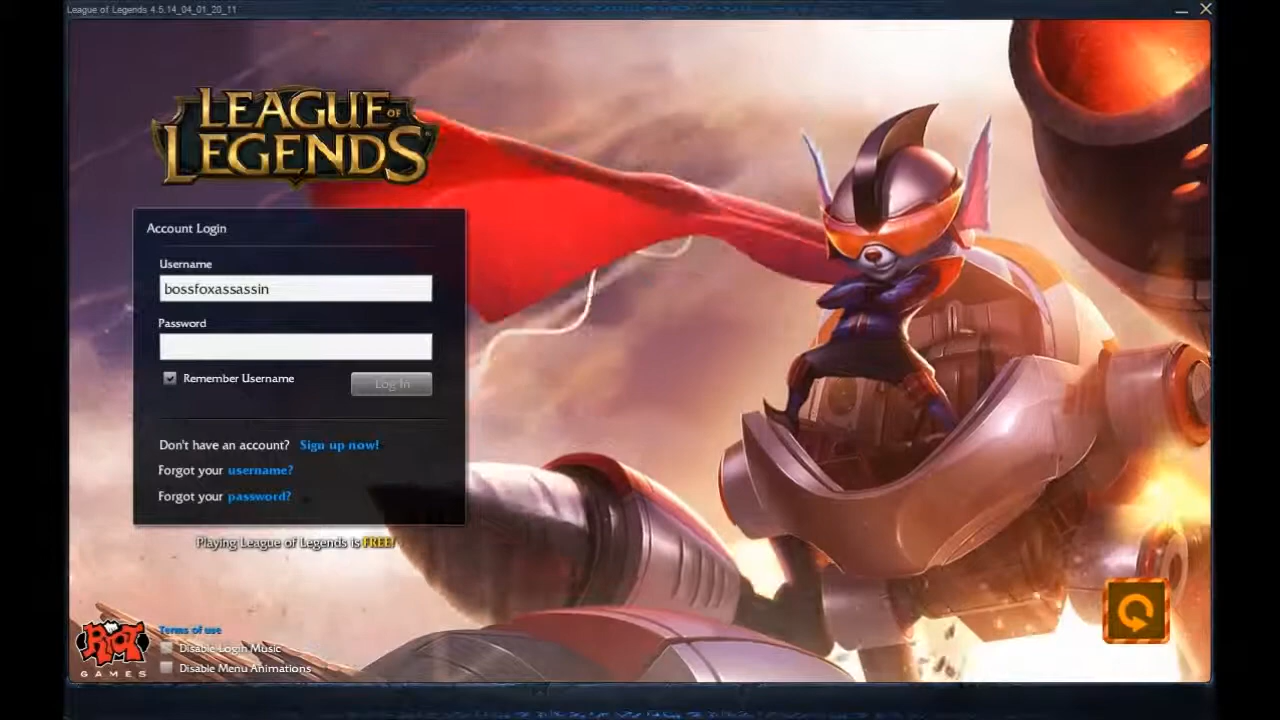 League of Legends 4.5.14_04_01_20_11
LEAGUE OF
LEGENDS
Account Login
Username
bossfoxassassin
Password
Remember Username
Log In
Don't have an account? Sign up now!
Forgot your username?
Forgot your password?
Playing League of Legends is FREE!
RIOT
GAMES
Terms of use
Disable Login Music
Disable Menu Animations